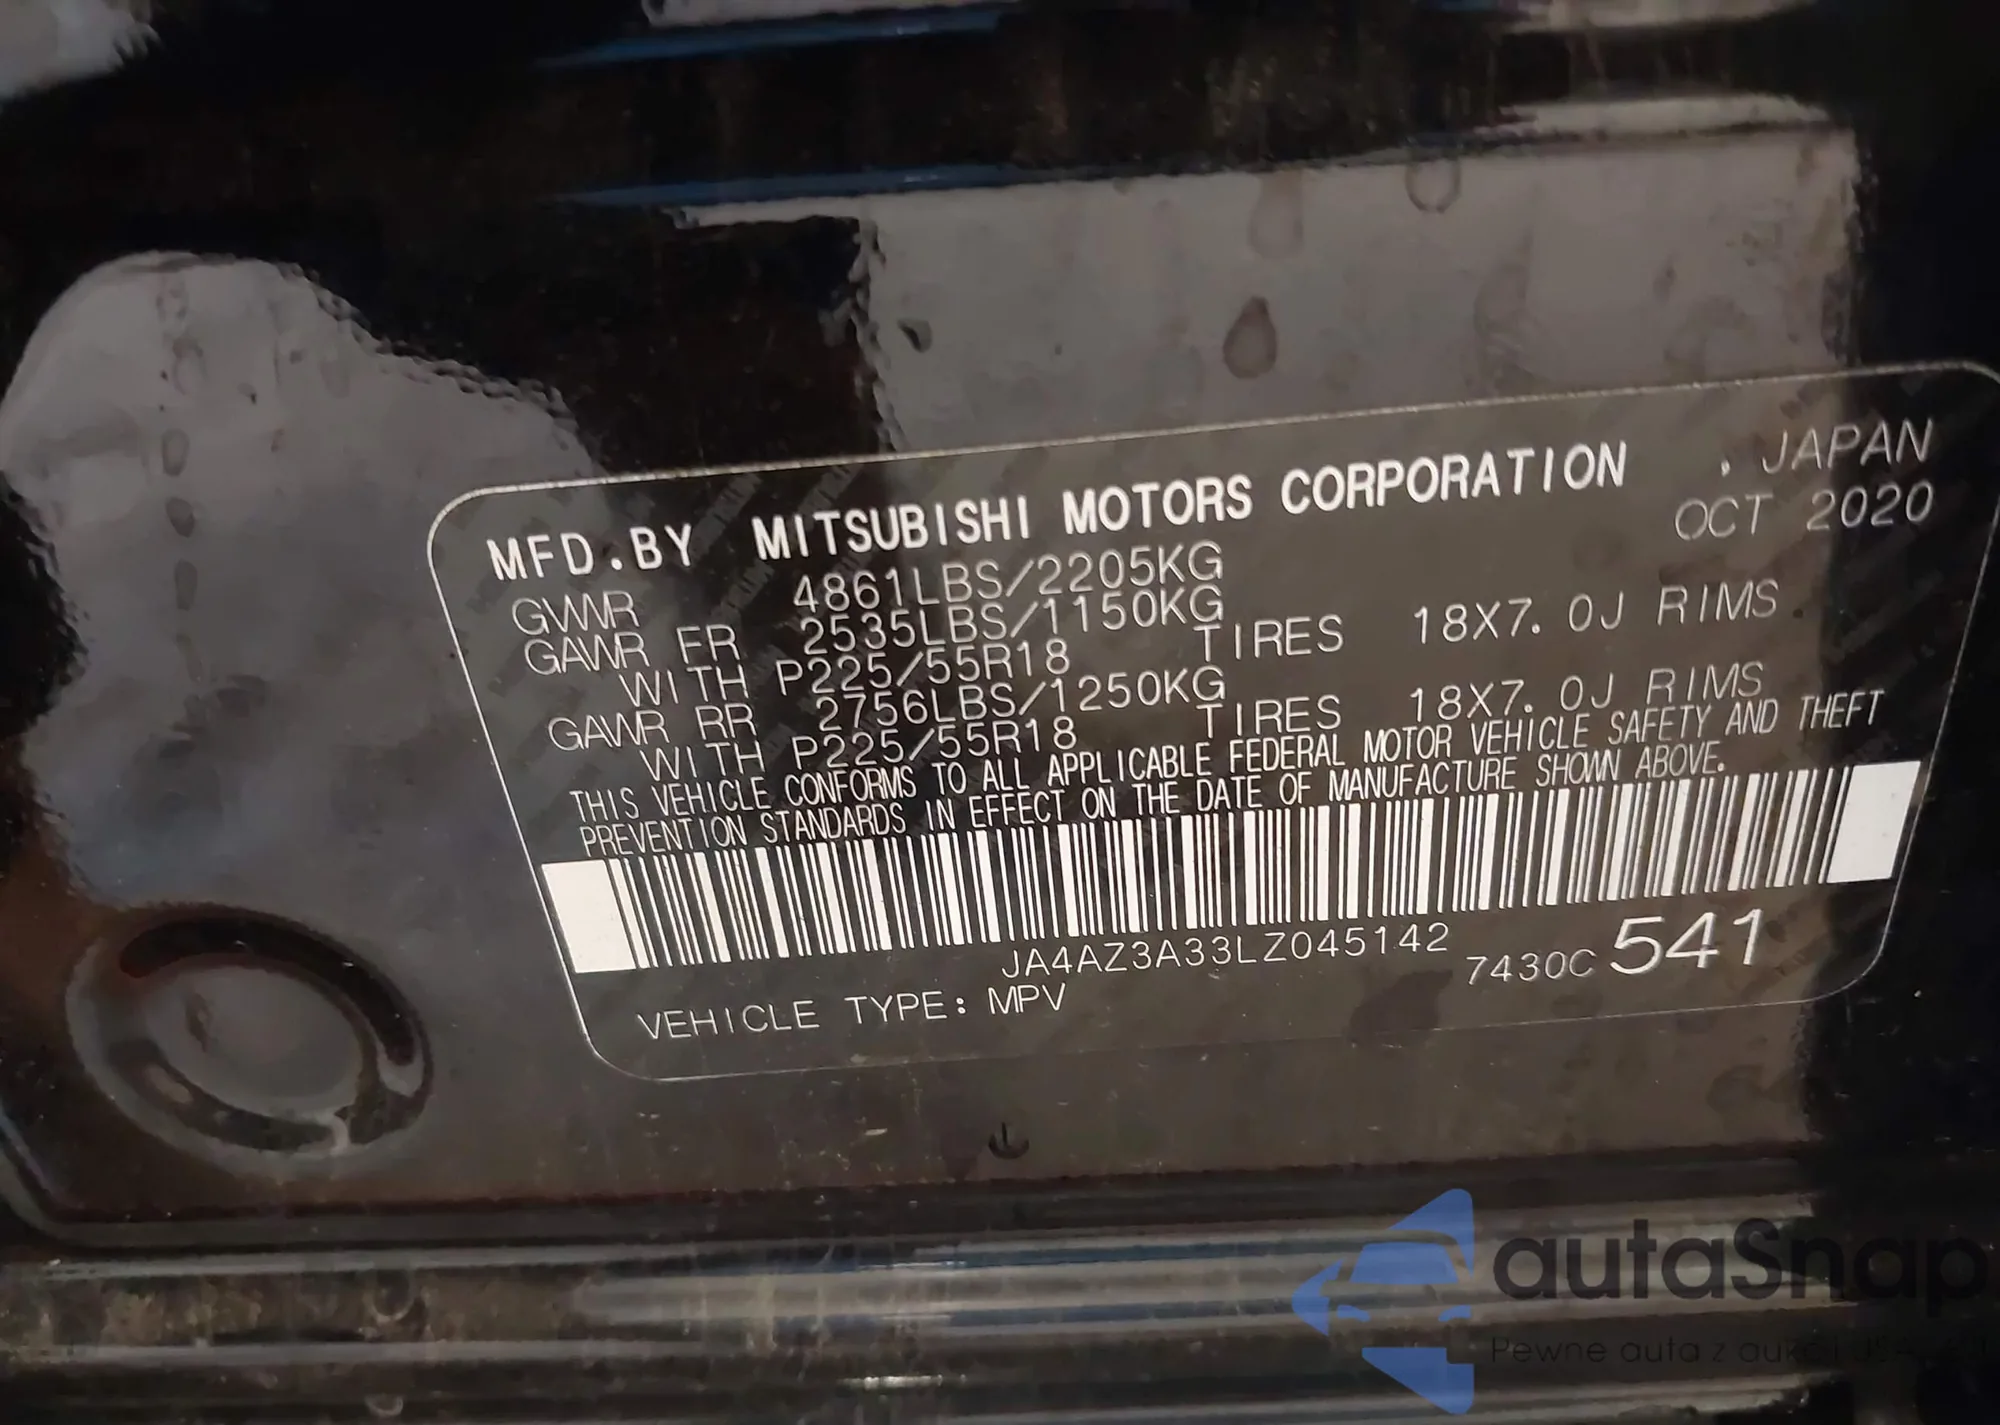 MFD.BY MITSUBISHI MOTORS CORPORATION , JAPAN
OCT 2020
GVWR 4861LBS/2205KG
GAWR FR 2535LBS/1150KG
WITH P225/55R18 TIRES 18X7.0J RIMS
GAWR RR 2756LBS/1250KG
WITH P225/55R18 TIRES 18X7.0J RIMS
THIS VEHICLE CONFORMS TO ALL APPLICABLE FEDERAL MOTOR VEHICLE SAFETY AND THEFT
PREVENTION STANDARDS IN EFFECT ON THE DATE OF MANUFACTURE SHOWN ABOVE.
JA4AZ3A33LZ045142 7430C 541
VEHICLE TYPE: MPV
autaSnap
Pewne auta z aukcji